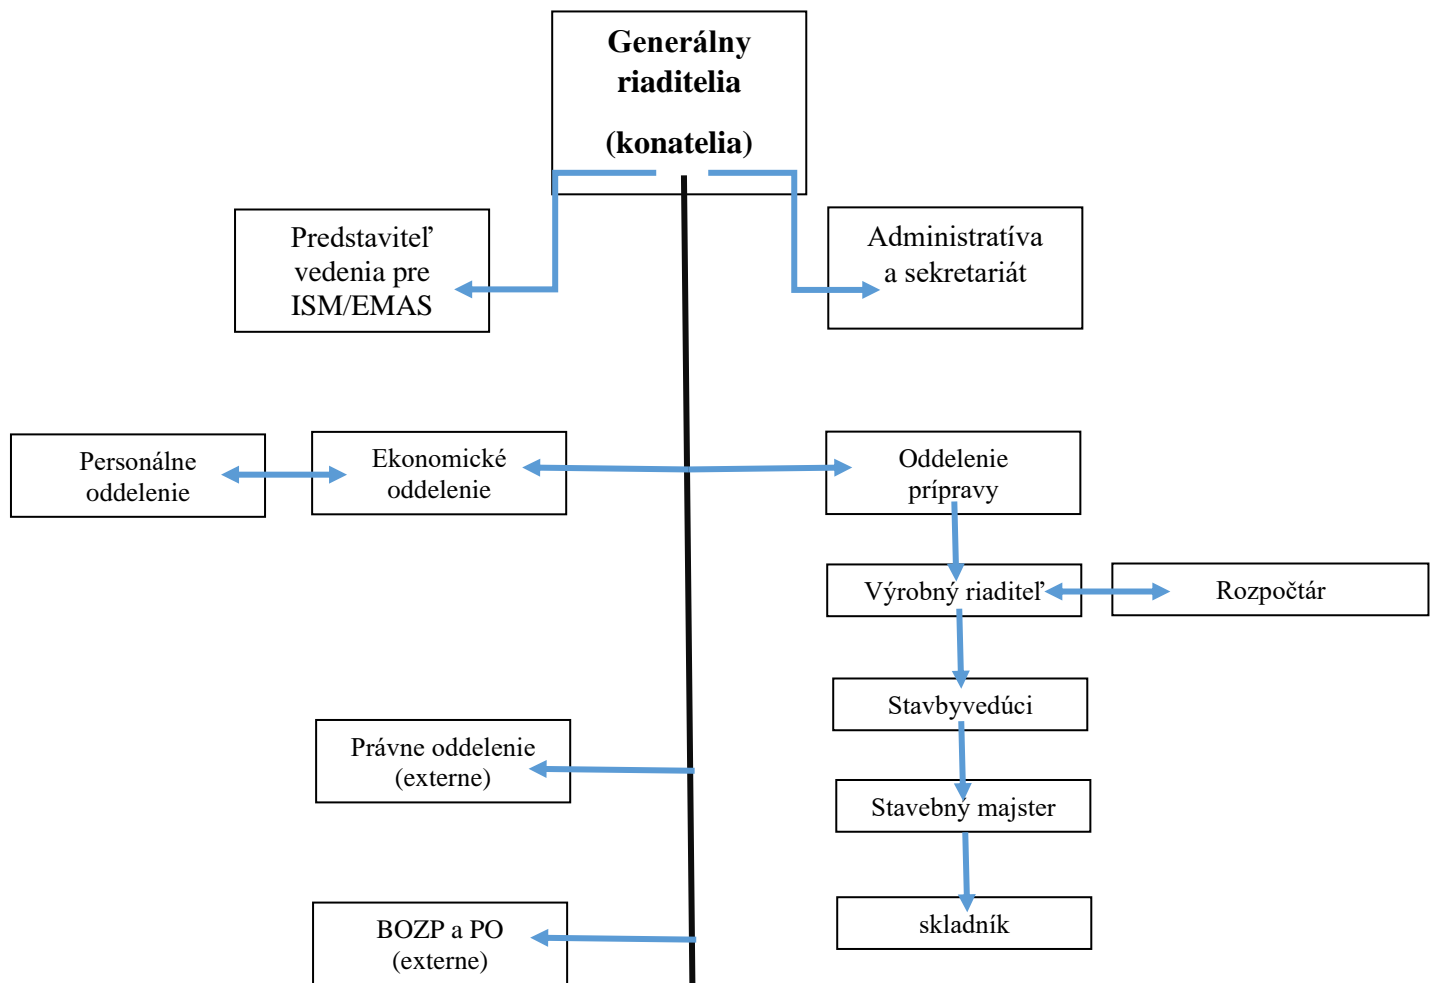 Generálny
riaditelia
(konatelia)
Predstaviteľ
vedenia pre
ISM/EMAS
Administratíva
a sekretariát
Personálne
oddelenie
Ekonomické
oddelenie
Oddelenie
prípravy
Výrobný riaditeľ
Rozpočtár
Stavbyvedúci
Právne oddelenie
(externe)
Stavebný majster
BOZP a PO
(externe)
skladník